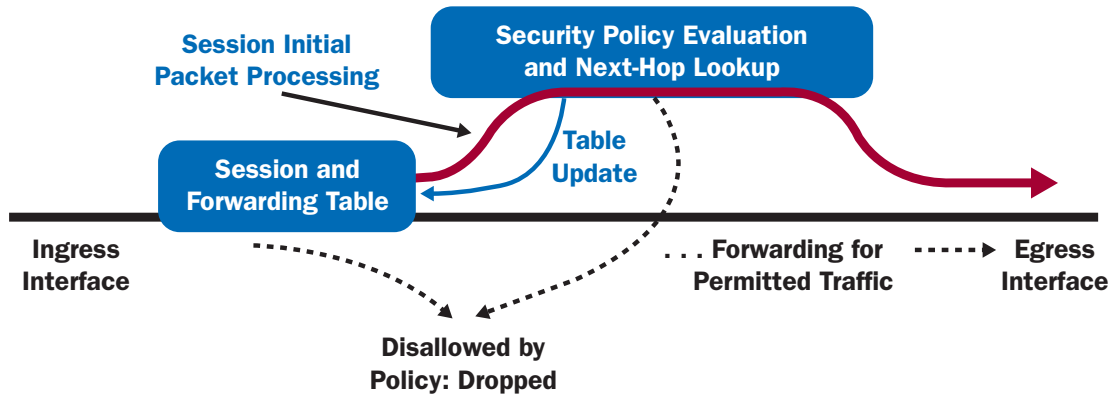 Session Initial
Packet Processing
Security Policy Evaluation
and Next-Hop Lookup
Table
Update
Session and
Forwarding Table
Ingress
Interface
. . . Forwarding for
Permitted Traffic
Egress
Interface
Disallowed by
Policy: Dropped